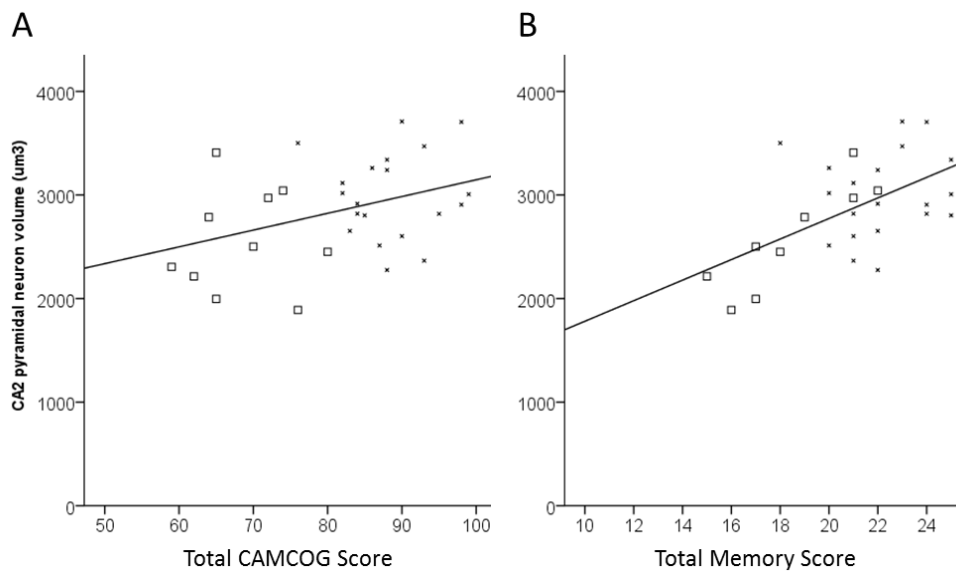 A
B
CA2 pyramidal neuron volume (um3)
4000
3000
2000
1000
0
50 60 70 80 90 100
Total CAMCOG Score
4000
3000
2000
1000
0
10 12 14 16 18 20 22 24
Total Memory Score